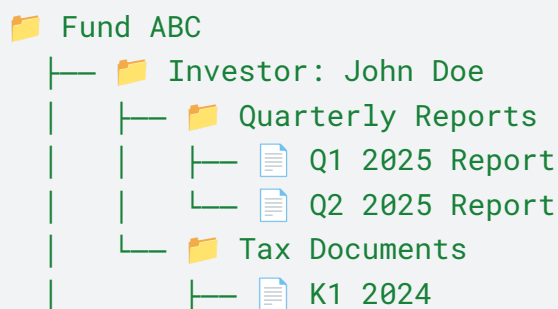 Fund ABC
Investor: John Doe
Quarterly Reports
Q1 2025 Report
Q2 2025 Report
Tax Documents
K1 2024